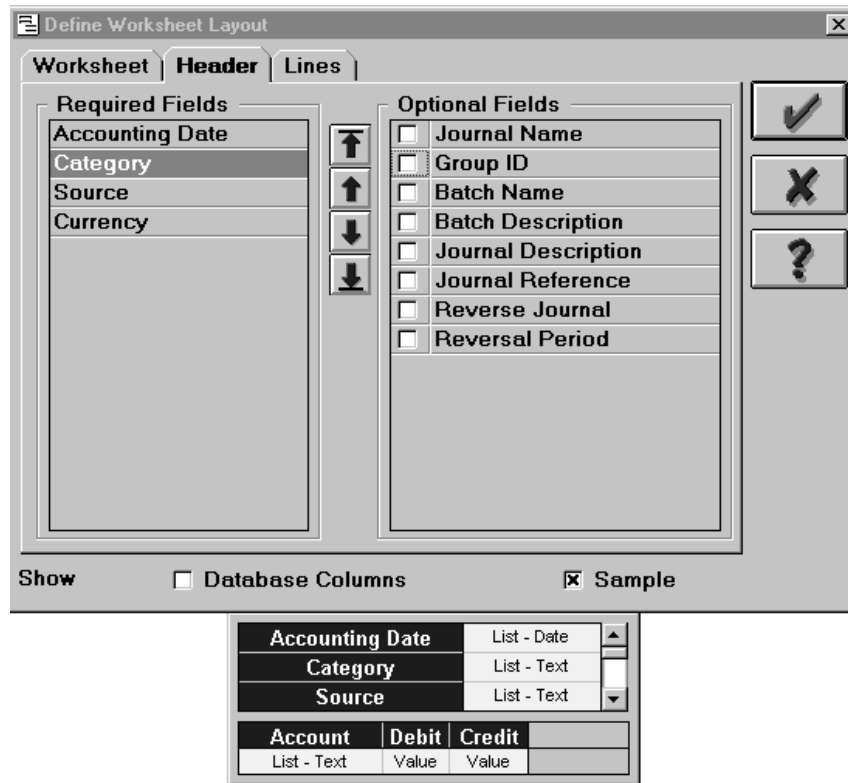 Define Worksheet Layout
Worksheet Header Lines
Required Fields
Accounting Date
Category
Source
Currency
Optional Fields
Journal Name
Group ID
Batch Name
Batch Description
Journal Description
Journal Reference
Reverse Journal
Reversal Period
?
Show Database Columns Sample
Accounting Date List - Date
Category List - Text
Source List - Text
Account Debit Credit
List - Text Value Value